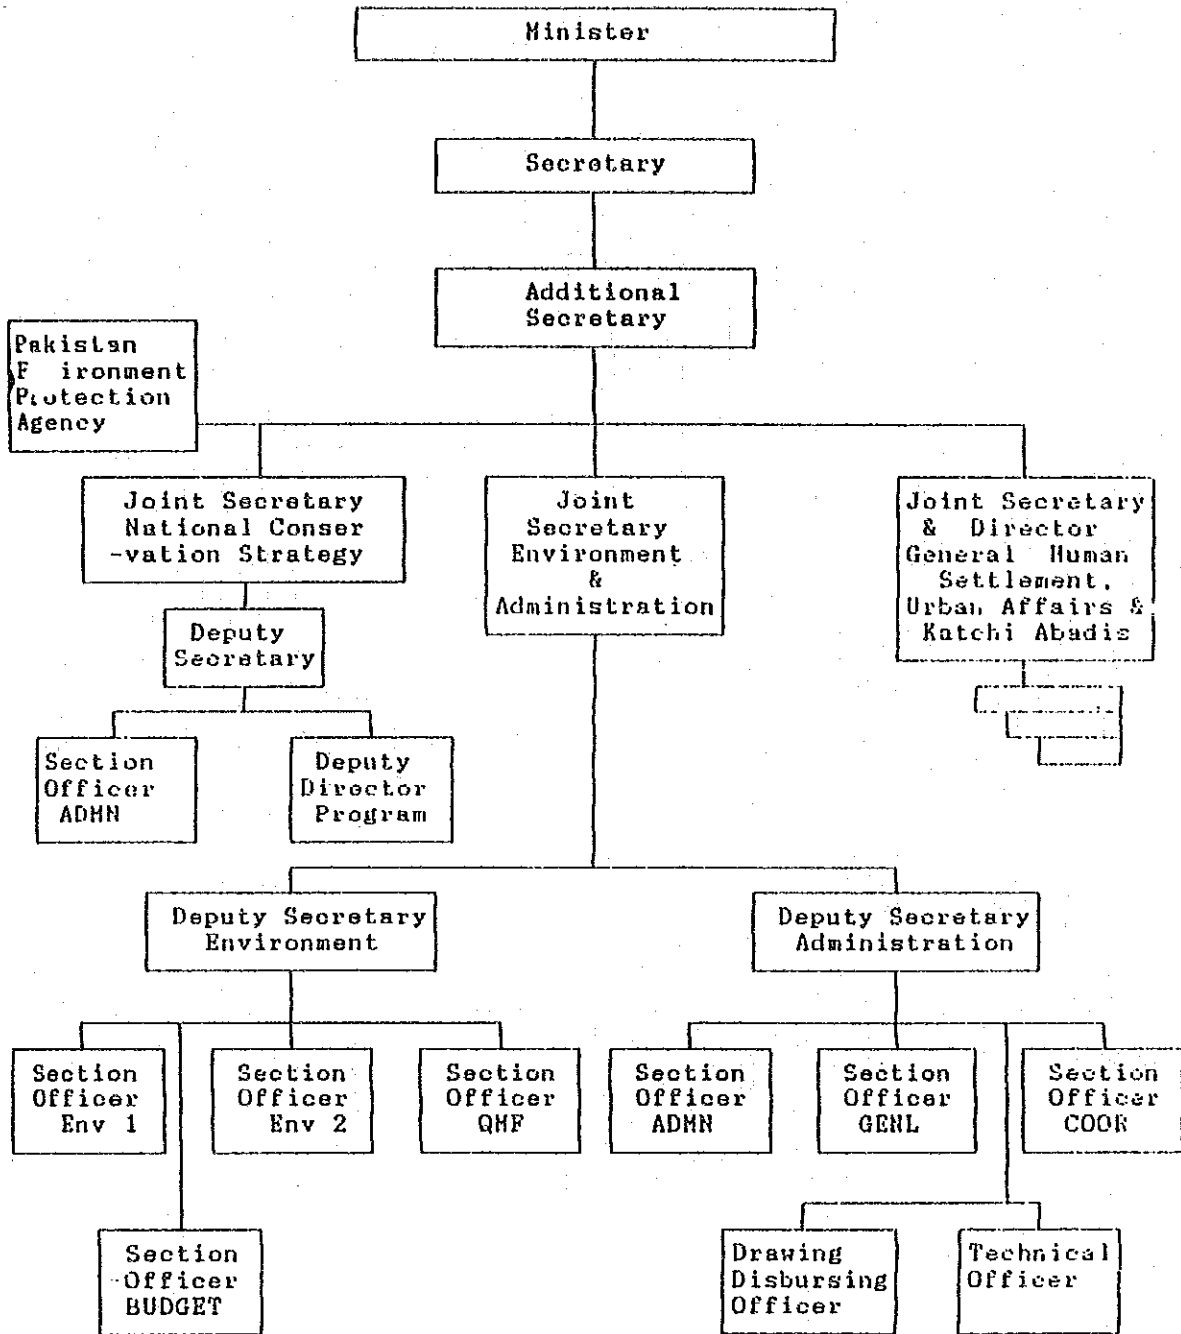 Minister
Secretary
Additional
Secretary
Pakistan
ironment
Protection
Agency
Joint Secretary
National Conser
-vation Strategy
Joint
Secretary
Environment
&
Administration
Joint Secretary
& Director
General Human
Settlement,
Urban Affairs &
Katchi Abadis
Deputy
Secretary
Section
Officer
ADMN
Deputy
Director
Program
Deputy Secretary
Environment
Deputy Secretary
Administration
Section
Officer
Env 1
Section
Officer
Env 2
Section
Officer
QMF
Section
Officer
ADMN
Section
Officer
GENL
Section
Officer
COOR
Section
Officer
BUDGET
Drawing
Disbursing
Officer
Technical
Officer